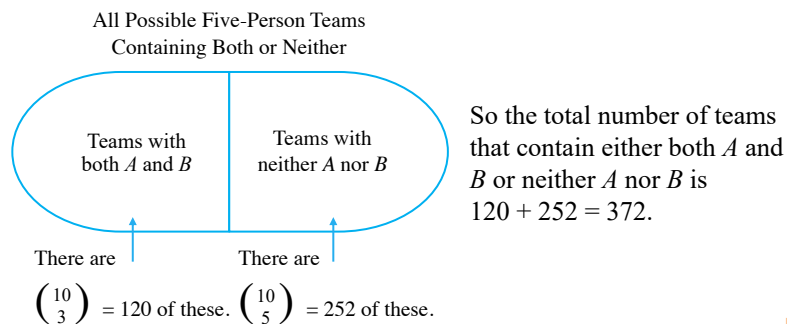 All Possible Five-Person Teams
Containing Both or Neither
Teams with
both A and B
Teams with
neither A nor B
So the total number of teams
that contain either both A and
B or neither A nor B is
120 + 252 = 372.
There are
(10 3) = 120 of these.
There are
(10 5) = 252 of these.